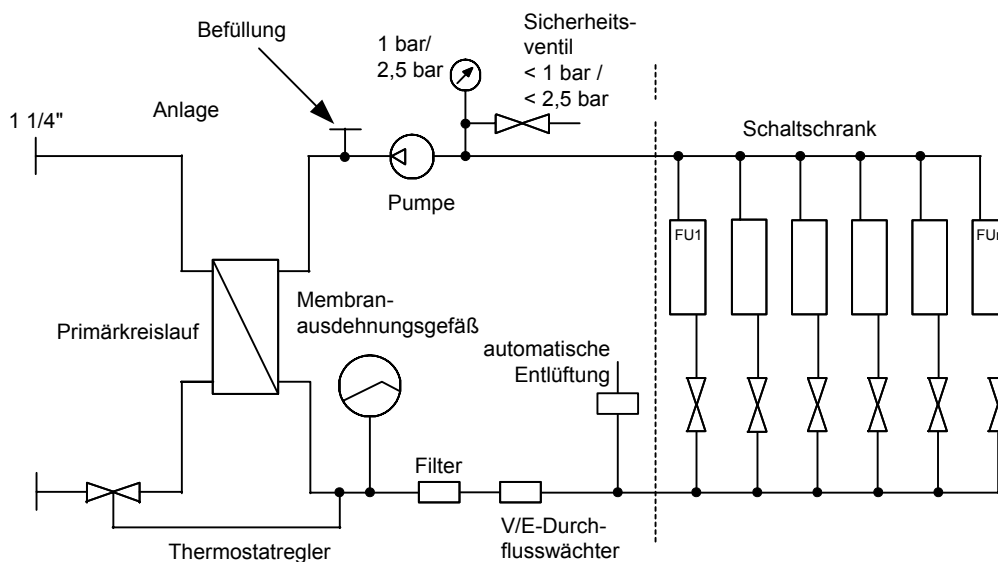 Befüllung
1 bar/
2,5 bar
Sicherheits-
ventil
< 1 bar /
< 2,5 bar
1 1/4"
Anlage
Schaltschrank
Pumpe
FU1
FUn
Primärkreislauf
Membran-
ausdehnungsgefäß
automatische
Entlüftung
Filter
V/E-Durch-
flusswächter
Thermostatregler